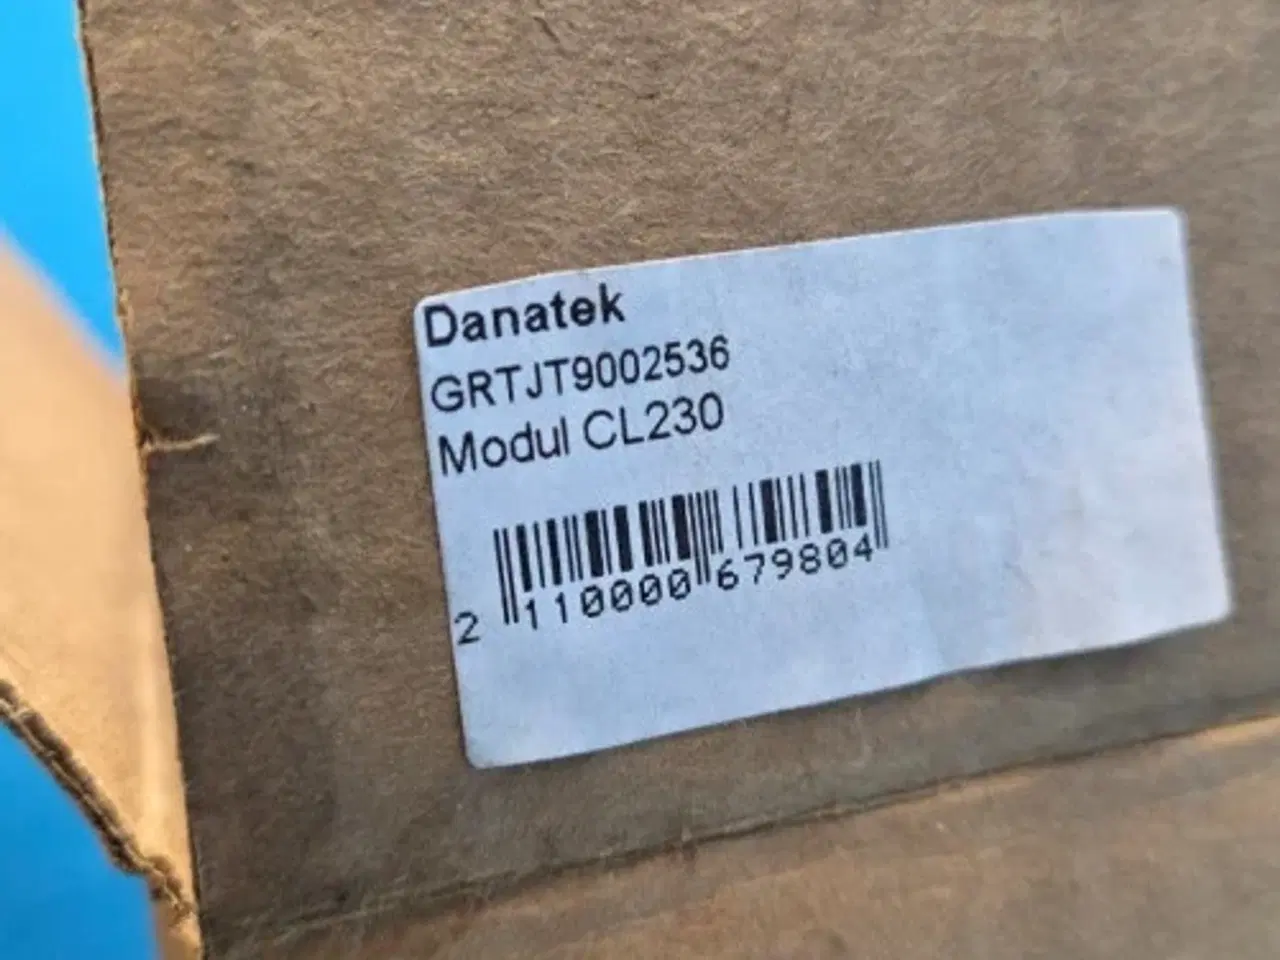 Danatek
GRTJT9002536
Modul CL230
2 110000 679804